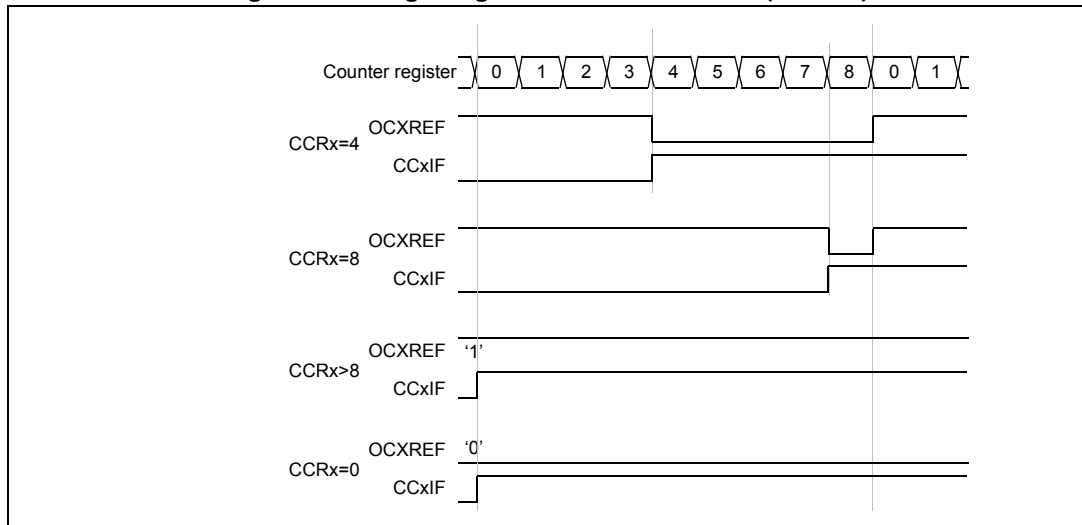 Counter register 0 1 2 3 4 5 6 7 8 0 1
OCXREF
CCRx=4
CCxIF
OCXREF
CCRx=8
CCxIF
OCXREF ‘1’
CCRx>8
CCxIF
OCXREF ‘0’
CCRx=0
CCxIF